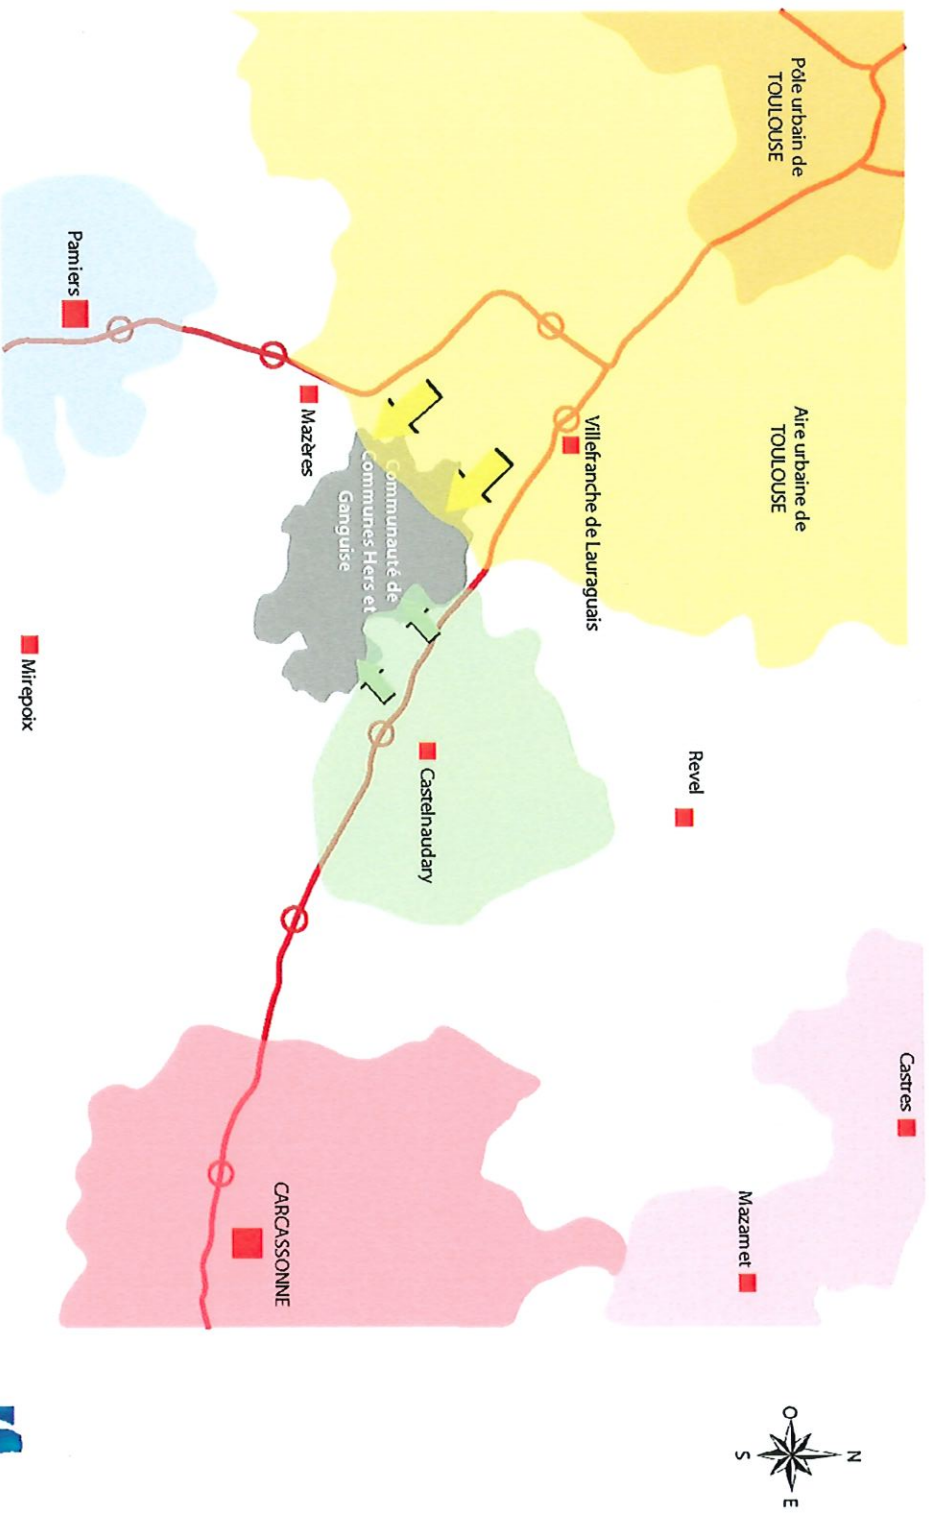 Pôle urbain de
TOULOUSE
Aire urbaine de
TOULOUSE
Villefranche de Lauraguais
Revel
Castres
Mazamet
Castelnaudary
Communauté de
Communes Hers et
Ganguise
Mazères
Pamiers
Mirepoix
CARCASSONNE
N
O
E
S